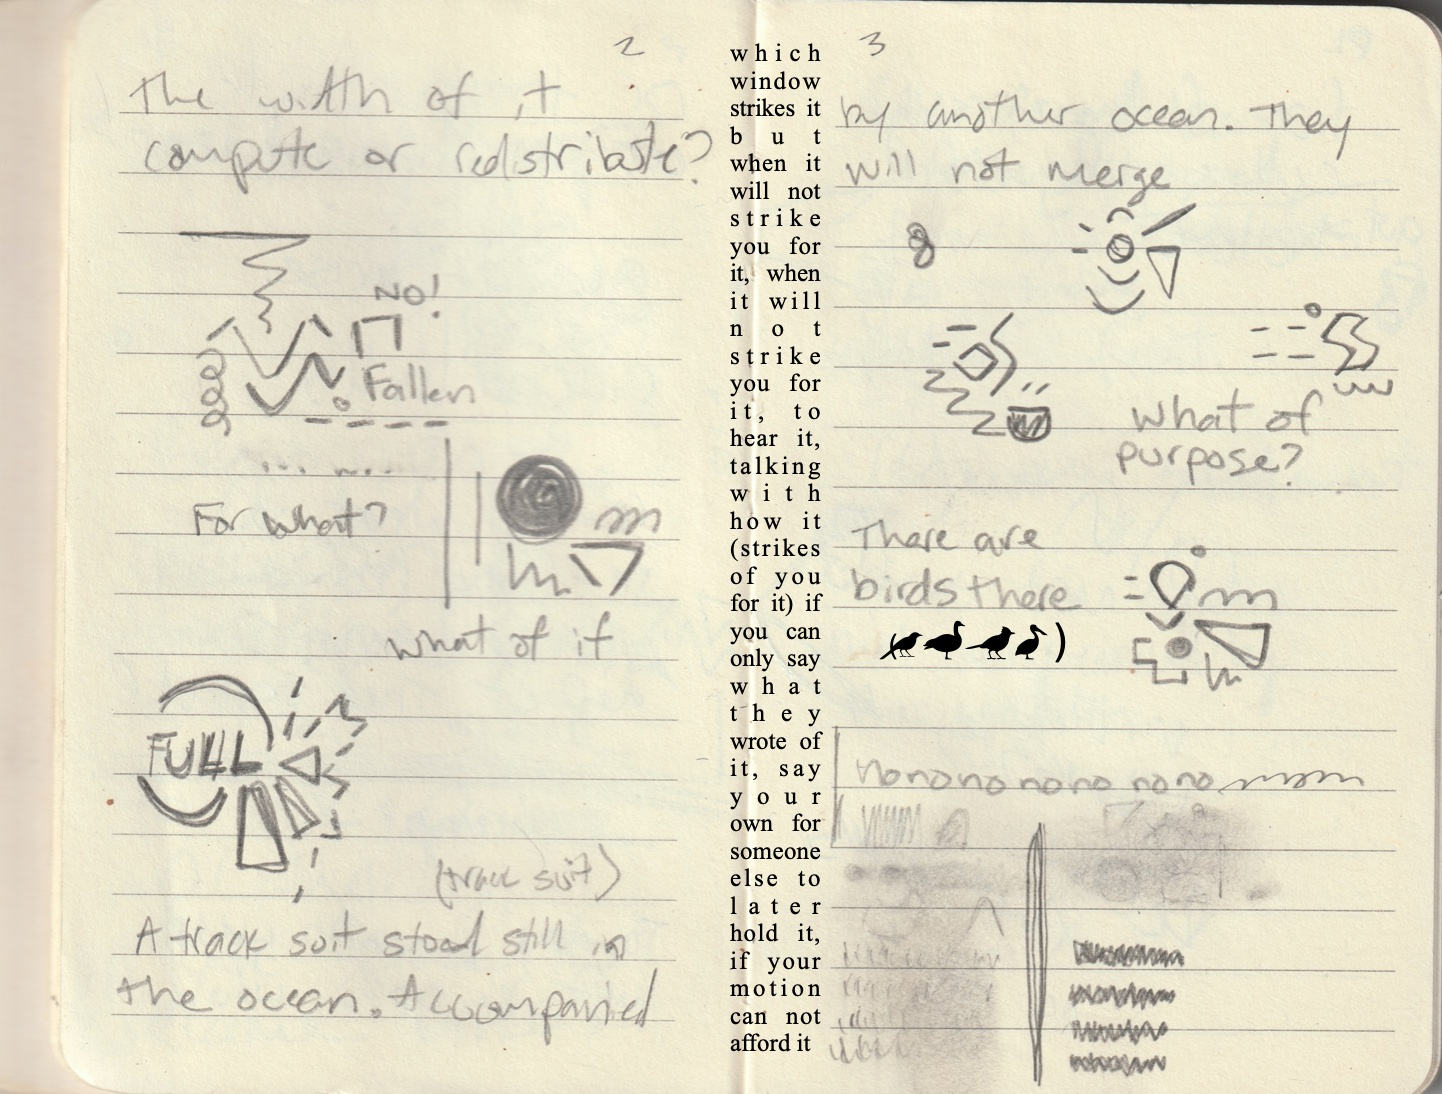 2
The width of it
compute or redistribute?
NO!
Fallen
For what?
what of it
FULL
(track suit)
A track suit stood still in
the ocean. Accompanied
which
window
strikes it
but
when it
will not
strike
you for
it, when
it will
not
strike
you for
it, to
hear it,
talking
with
how it
(strikes
of you
for it) if
you can
only say
what
they
wrote of
it, say
your
own for
someone
else to
later
hold it,
if your
motion
can not
afford it
3
by another ocean. They
will not merge
8
what of
purpose?
There are
birds there
)
nonono nono nono